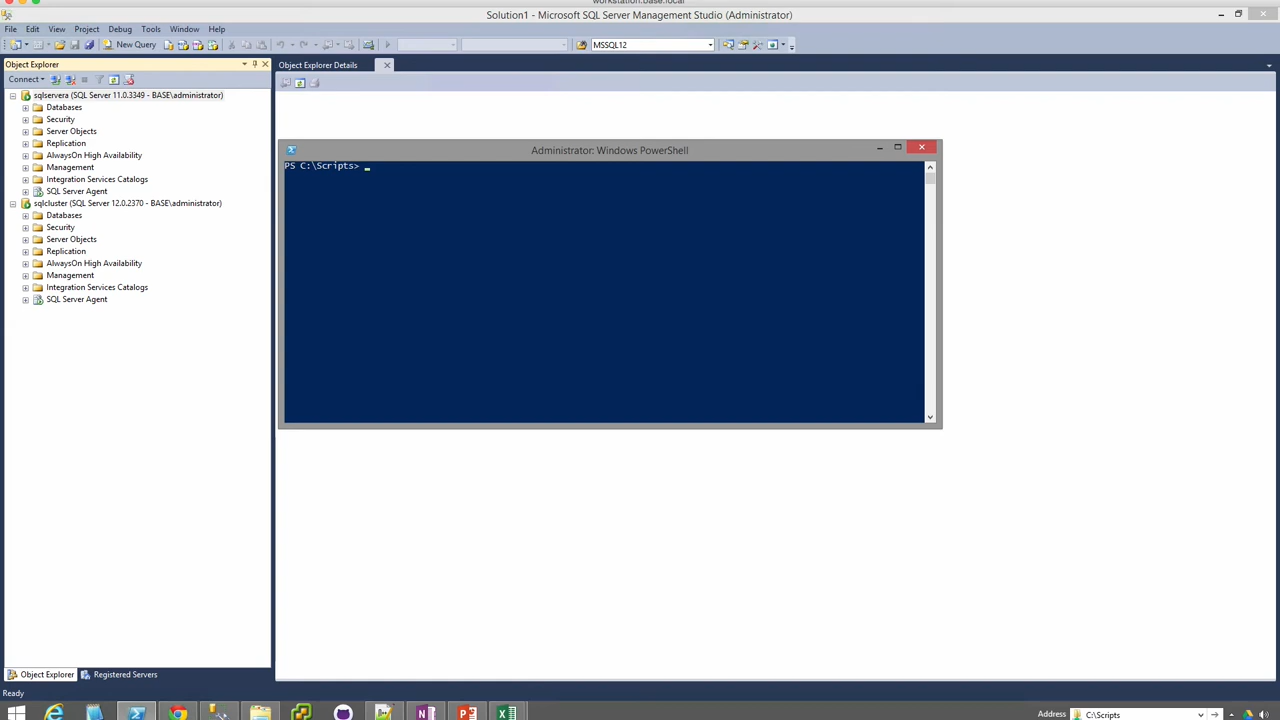 workstation.base.local
Solution1 - Microsoft SQL Server Management Studio (Administrator)
File Edit View Project Debug Tools Window Help
New Query MSSQL12
Object Explorer
Object Explorer Details
Connect
sqlservera (SQL Server 11.0.3349 - BASE\administrator)
Databases
Security
Server Objects
Replication
AlwaysOn High Availability
Management
Integration Services Catalogs
SQL Server Agent
sqlcluster (SQL Server 12.0.2370 - BASE\administrator)
Databases
Security
Server Objects
Replication
AlwaysOn High Availability
Management
Integration Services Catalogs
SQL Server Agent
Administrator: Windows PowerShell
PS C:\Scripts> _
Object Explorer Registered Servers
Ready
Address C:\Scripts